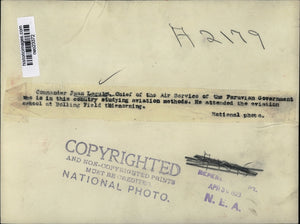 A 2179
Commander Juan Leguia, Chief of the Air Service of the Peruvian Government
who is in this country studying aviation methods. He attended the aviation
school at Bolling Field this morning.
National photo.
COPYRIGHTED
AND NON-COPYRIGHTED PRINTS
MUST BE CREDITED
NATIONAL PHOTO.
N. E. A.